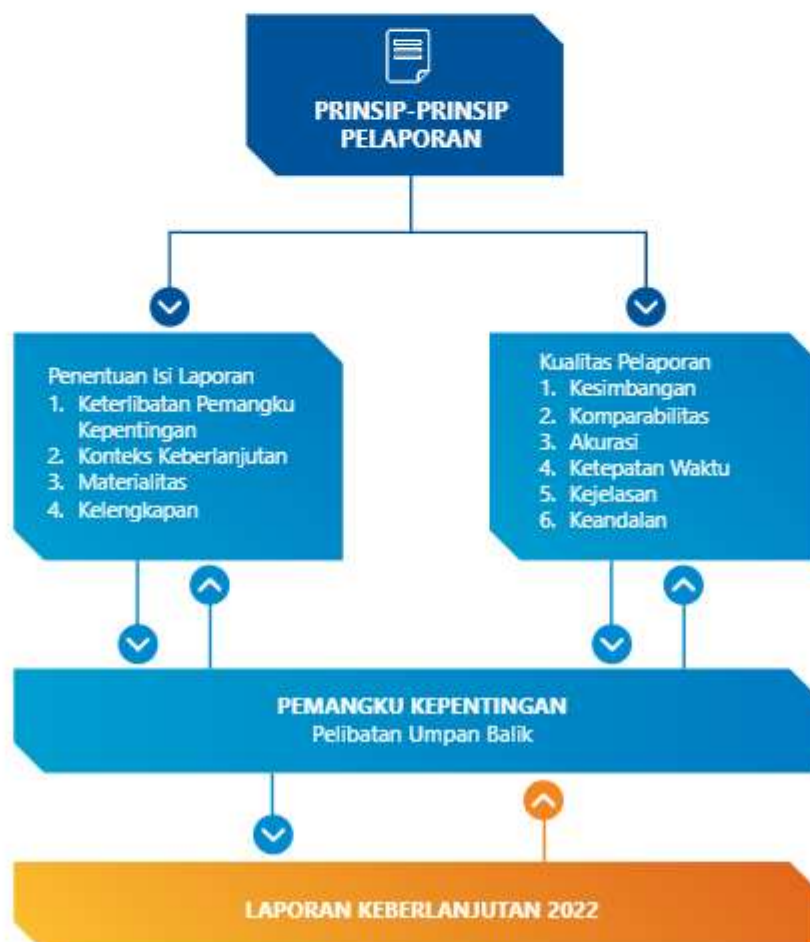 PRINSIP-PRINSIP
PELAPORAN
Penentuan Isi Laporan
1. Keterlibatan Pemangku
Kepentingan
2. Konteks Keberlanjutan
3. Materialitas
4. Kelengkapan
Kualitas Pelaporan
1. Kesimbangan
2. Komparabilitas
3. Akurasi
4. Ketepatan Waktu
5. Kejelasan
6. Keandalan
PEMANGKU KEPENTINGAN
Pelibatan Umpan Balik
LAPORAN KEBERLANJUTAN 2022